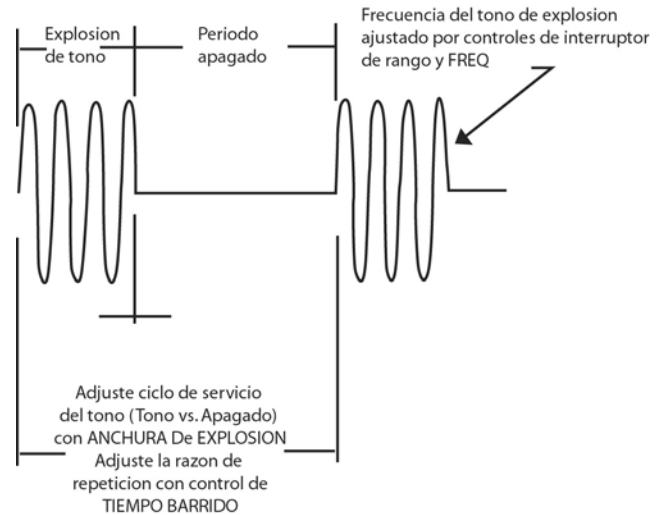 Explosion
de tono
Periodo
apagado
Frecuencia del tono de explosion
ajustado por controles de interruptor
de rango y FREQ
Adjuste ciclo de servicio
del tono (Tono vs. Apagado)
con ANCHURA De EXPLOSION
Adjuste la razon de
repeticion con control de
TIEMPO BARRIDO